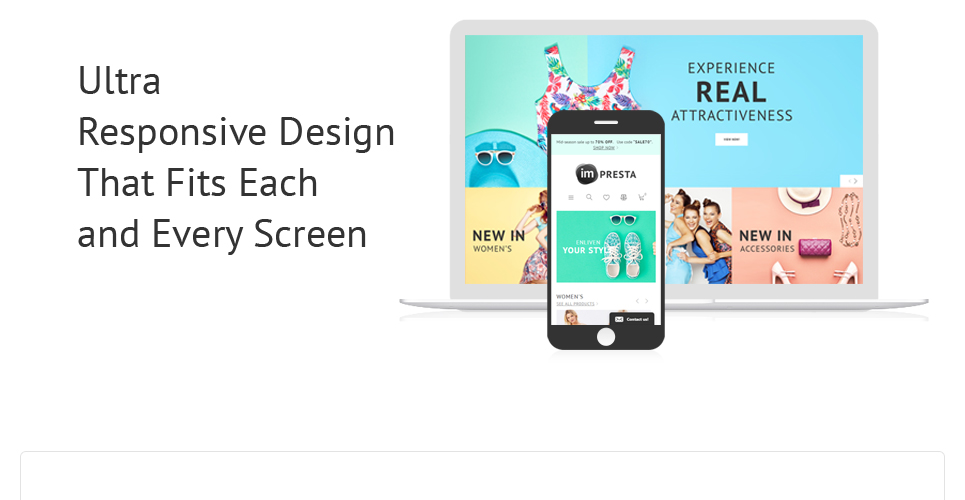 Ultra
Responsive Design
That Fits Each
and Every Screen
EXPERIENCE
REAL
ATTRACTIVENESS
VIEW MORE
NEW IN
WOMEN'S
NEW IN
ACCESSORIES
Mid-season sale up to 70% OFF. Use code "SALE70".
SHOP NOW >
im PRESTA
ENLIVEN
YOUR STYL
WOMEN'S
SEE ALL PRODUCTS >
Contact us!